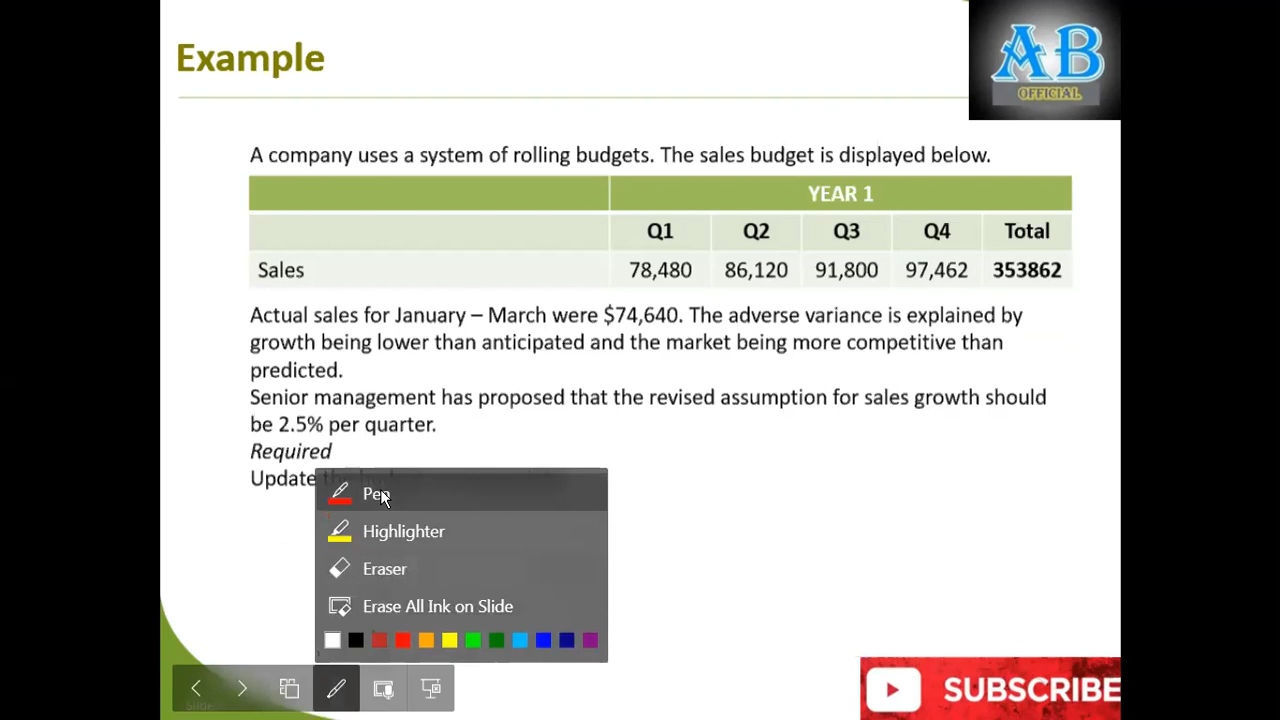 Example
AB
OFFICIAL
A company uses a system of rolling budgets. The sales budget is displayed below.
YEAR 1
Q1 Q2 Q3 Q4 Total
Sales 78,480 86,120 91,800 97,462 353862
Actual sales for January – March were $74,640. The adverse variance is explained by
growth being lower than anticipated and the market being more competitive than
predicted.
Senior management has proposed that the revised assumption for sales growth should
be 2.5% per quarter.
Required
Update
Pen
Highlighter
Eraser
Erase All Ink on Slide
Slide
SUBSCRIBE